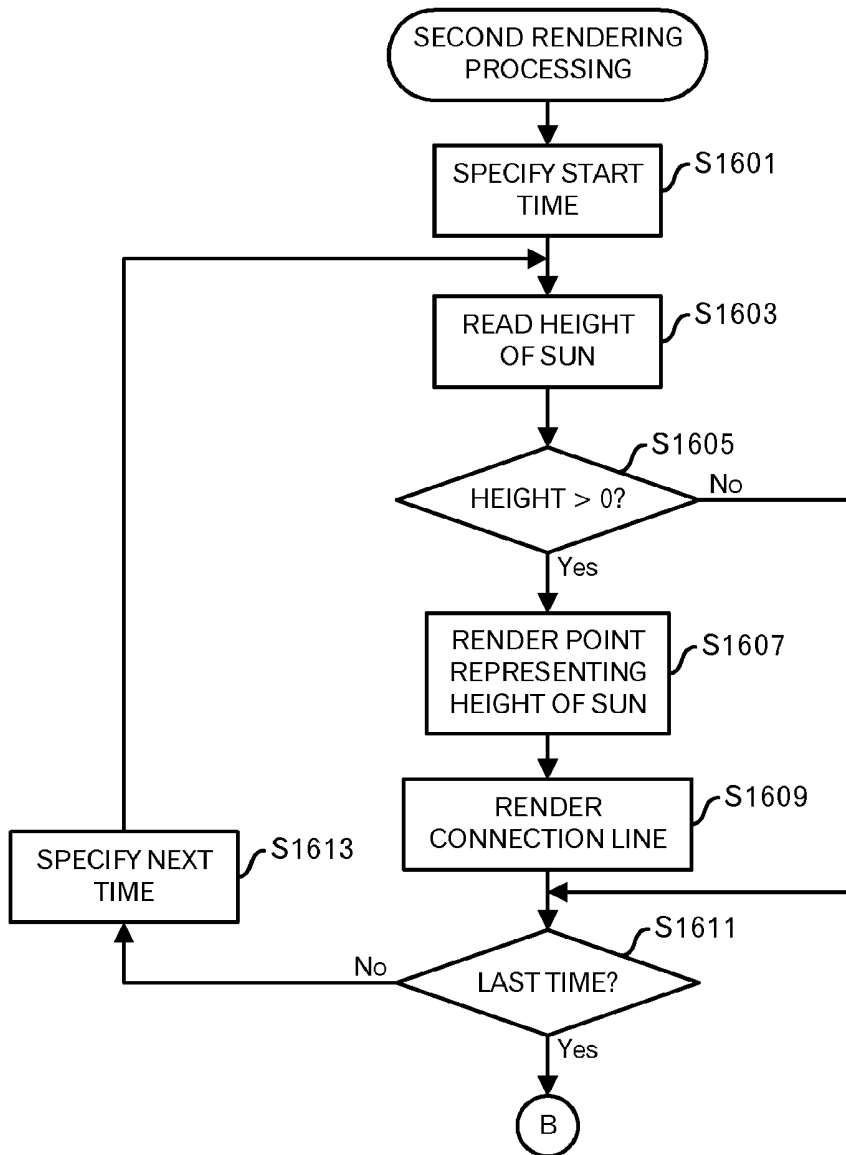 SECOND RENDERING
PROCESSING
SPECIFY START
TIME
S1601
READ HEIGHT
OF SUN
S1603
S1605
HEIGHT > 0?
No
Yes
RENDER POINT
REPRESENTING
HEIGHT OF SUN
S1607
RENDER
CONNECTION LINE
S1609
SPECIFY NEXT
TIME
S1613
S1611
No
LAST TIME?
Yes
B